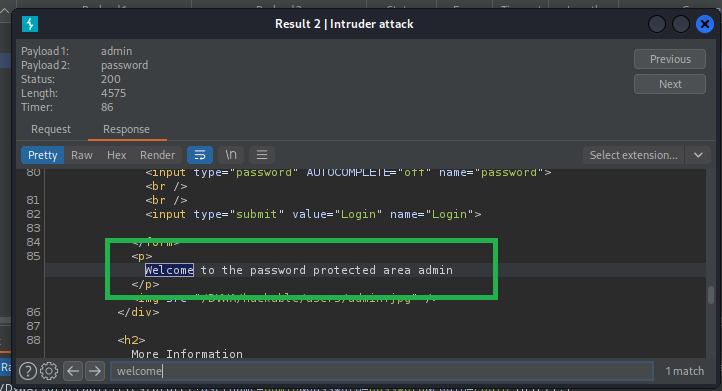 Result 2 | Intruder attack
Payload 1: admin
Payload 2: password
Status: 200
Length: 4575
Timer: 86
Previous
Next
Request Response
Pretty Raw Hex Render \n Select extension...
80 <input type="password" AUTOCOMPLETE="off" name="password">
<br />
81 <br />
82 <input type="submit" value="Login" name="Login">
83
84 </form>
85 <p>
Welcome to the password protected area admin
</p>
<img src="/DVWA/hackable/users/admin.jpg" />
86 </div>
87
88 <h2>
More Information
welcome 1 match